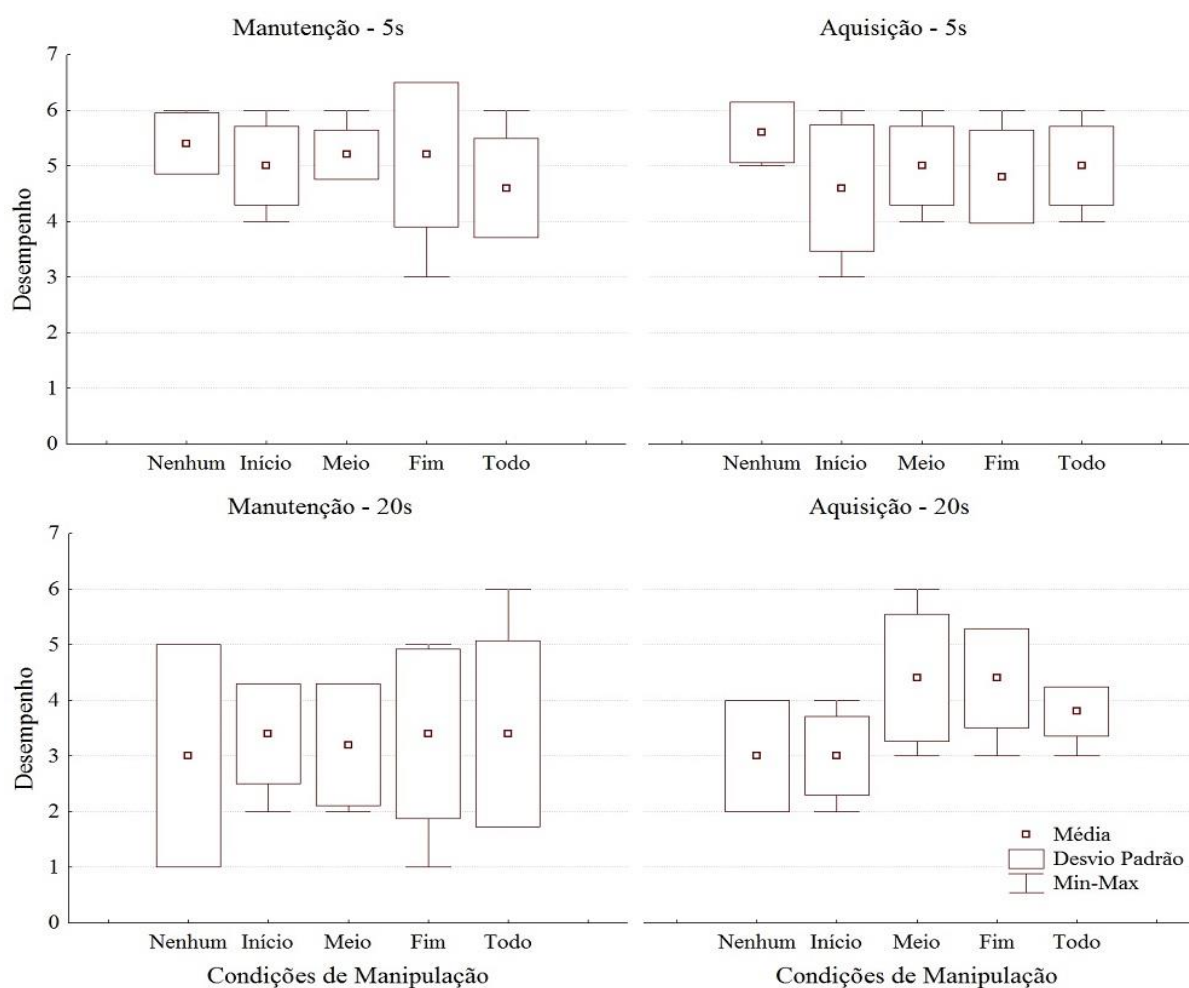 Manutenção - 5s
Aquisição - 5s
7
6
5
4
3
2
1
0
Desempenho
Nenhum Início Meio Fim Todo
Nenhum Início Meio Fim Todo
Manutenção - 20s
Aquisição - 20s
7
6
5
4
3
2
1
0
Desempenho
Média
Desvio Padrão
Min-Max
Nenhum Início Meio Fim Todo
Nenhum Início Meio Fim Todo
Condições de Manipulação
Condições de Manipulação